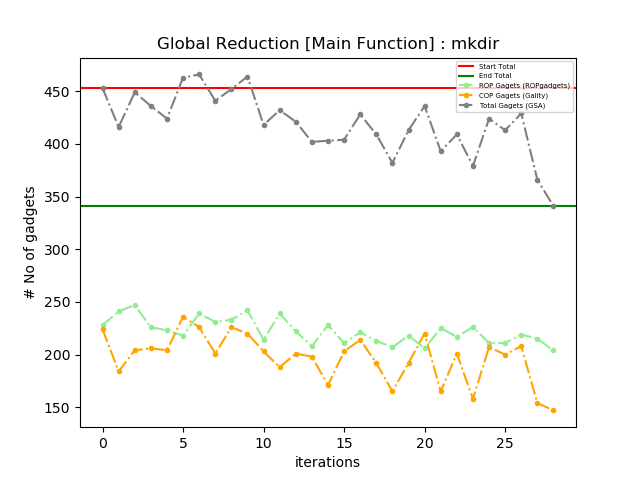 Global Reduction [Main Function] : mkdir
Start Total
End Total
ROP Gagets (ROPgadgets)
COP Gagets (Gality)
Total Gagets (GSA)
# No of gadgets
450
400
350
300
250
200
150
0 5 10 15 20 25
iterations